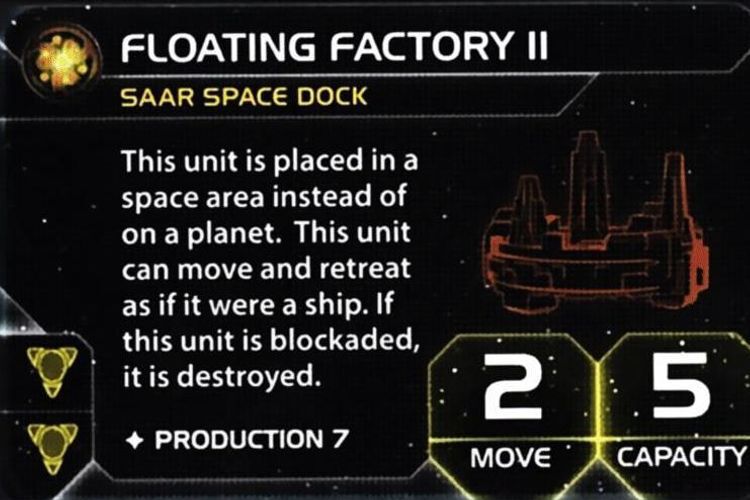 FLOATING FACTORY II
SAAR SPACE DOCK
This unit is placed in a
space area instead of
on a planet. This unit
can move and retreat
as if it were a ship. If
this unit is blockaded,
it is destroyed.
✦ PRODUCTION 7
2
MOVE
5
CAPACITY